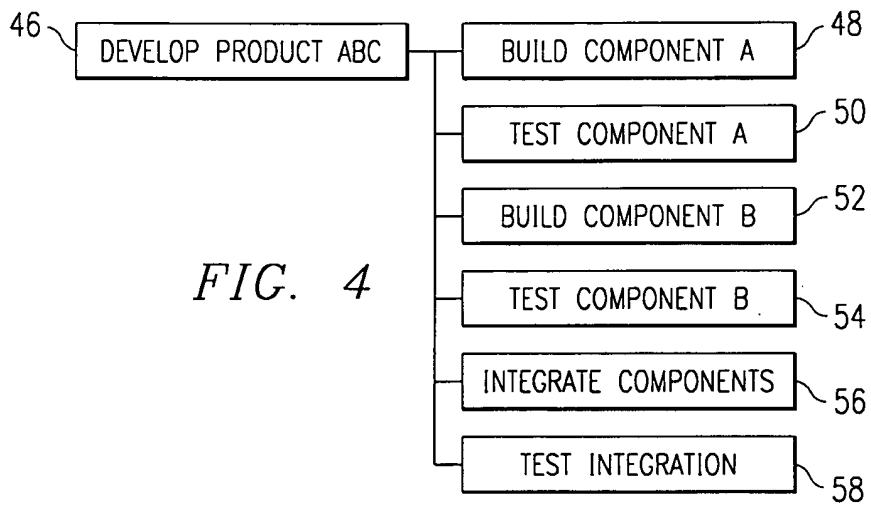 46
DEVELOP PRODUCT ABC
BUILD COMPONENT A
48
TEST COMPONENT A
50
BUILD COMPONENT B
52
TEST COMPONENT B
54
INTEGRATE COMPONENTS
56
TEST INTEGRATION
58
FIG. 4